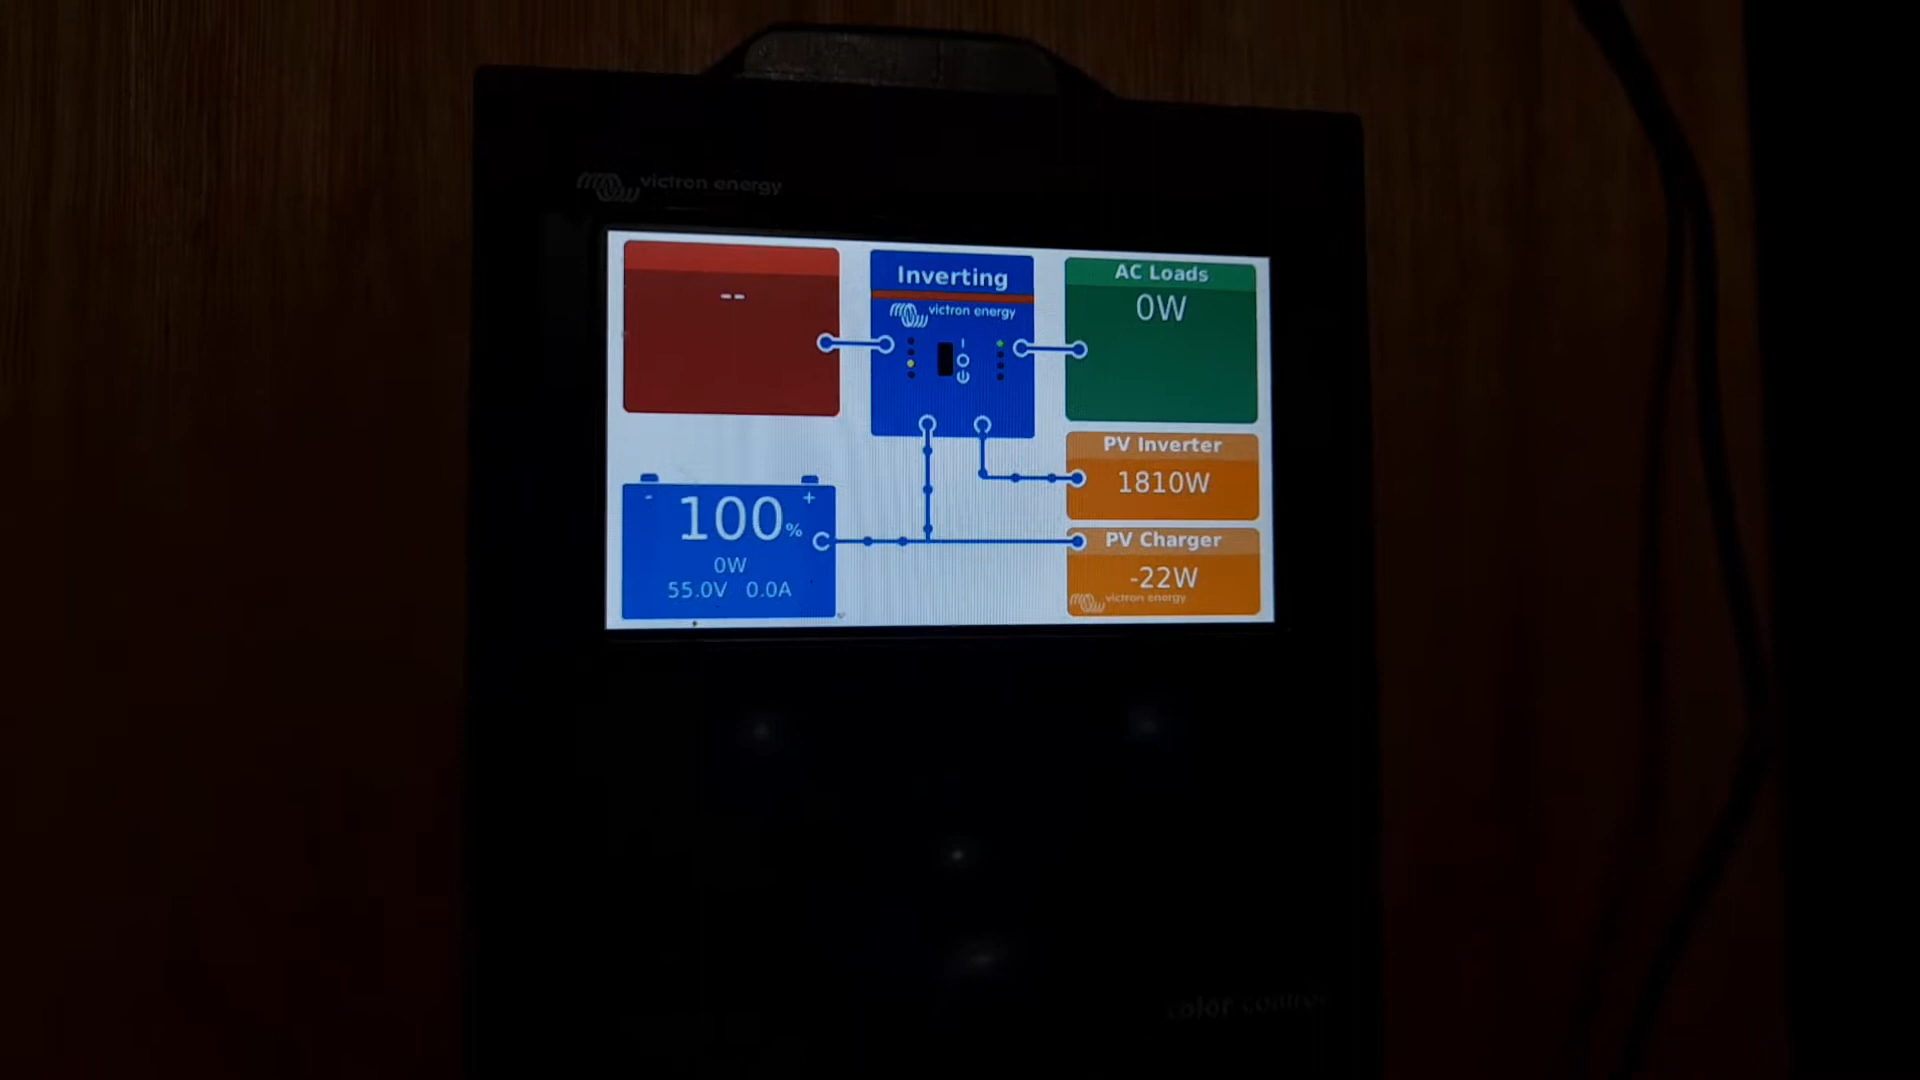 victron energy
--
Inverting
victron energy
AC Loads
0W
PV Inverter
1810W
- 100% +
0W
55.0V 0.0A
PV Charger
-22W
victron energy
color control